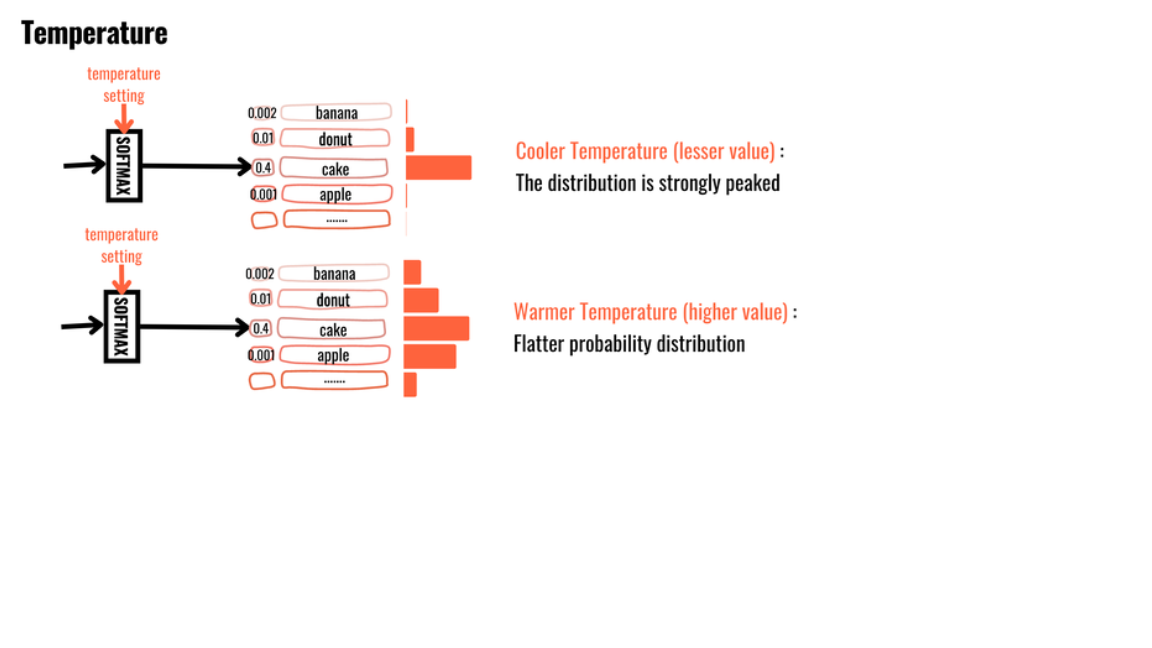 Temperature
temperature
setting
SOFTMAX
0.002 banana
0.01 donut
0.4 cake
0.001 apple
.......
Cooler Temperature (lesser value) :
The distribution is strongly peaked
temperature
setting
SOFTMAX
0.002 banana
0.01 donut
0.4 cake
0.001 apple
.......
Warmer Temperature (higher value) :
Flatter probability distribution